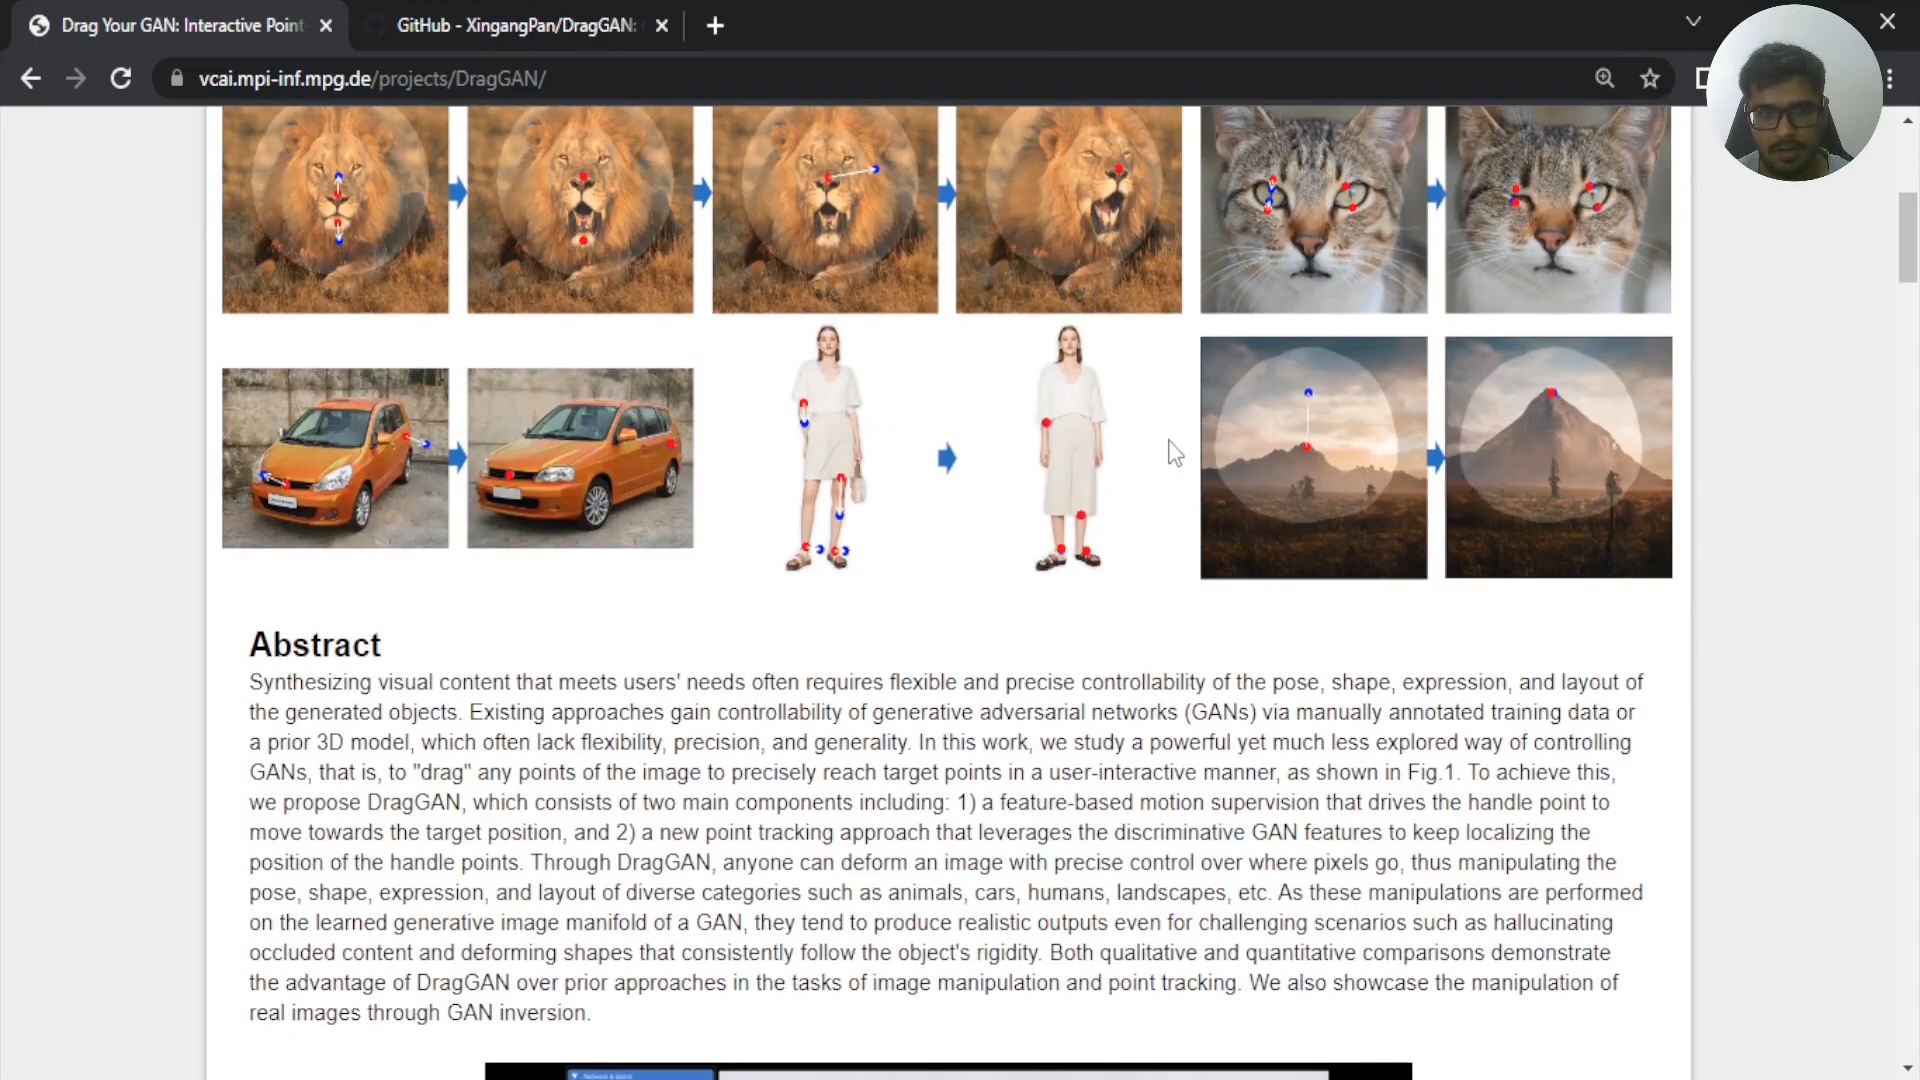 Drag Your GAN: Interactive Point
GitHub - XingangPan/DragGAN:
vcai.mpi-inf.mpg.de/projects/DragGAN/
Abstract
Synthesizing visual content that meets users' needs often requires flexible and precise controllability of the pose, shape, expression, and layout of
the generated objects. Existing approaches gain controllability of generative adversarial networks (GANs) via manually annotated training data or
a prior 3D model, which often lack flexibility, precision, and generality. In this work, we study a powerful yet much less explored way of controlling
GANs, that is, to "drag" any points of the image to precisely reach target points in a user-interactive manner, as shown in Fig.1. To achieve this,
we propose DragGAN, which consists of two main components including: 1) a feature-based motion supervision that drives the handle point to
move towards the target position, and 2) a new point tracking approach that leverages the discriminative GAN features to keep localizing the
position of the handle points. Through DragGAN, anyone can deform an image with precise control over where pixels go, thus manipulating the
pose, shape, expression, and layout of diverse categories such as animals, cars, humans, landscapes, etc. As these manipulations are performed
on the learned generative image manifold of a GAN, they tend to produce realistic outputs even for challenging scenarios such as hallucinating
occluded content and deforming shapes that consistently follow the object's rigidity. Both qualitative and quantitative comparisons demonstrate
the advantage of DragGAN over prior approaches in the tasks of image manipulation and point tracking. We also showcase the manipulation of
real images through GAN inversion.
Network & Latent